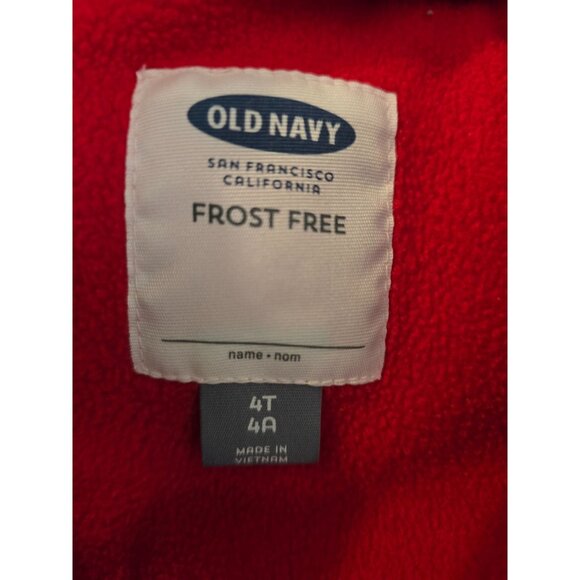 OLD NAVY
SAN FRANCISCO
CALIFORNIA
FROST FREE
name • nom
4T
4A
MADE IN
VIETNAM